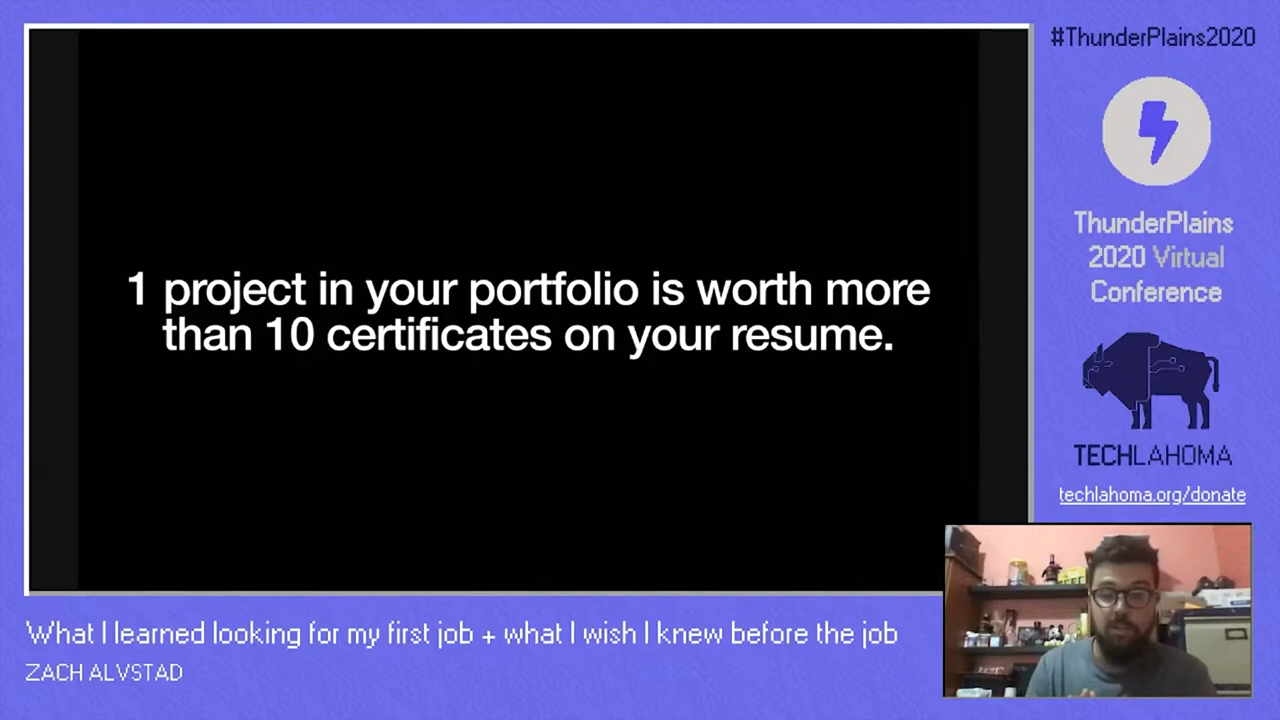 #ThunderPlains2020
1 project in your portfolio is worth more
than 10 certificates on your resume.
ThunderPlains
2020 Virtual
Conference
TECHLAHOMA
techlahoma.org/donate
What I learned looking for my first job + what I wish I knew before the job
ZACH ALVSTAD